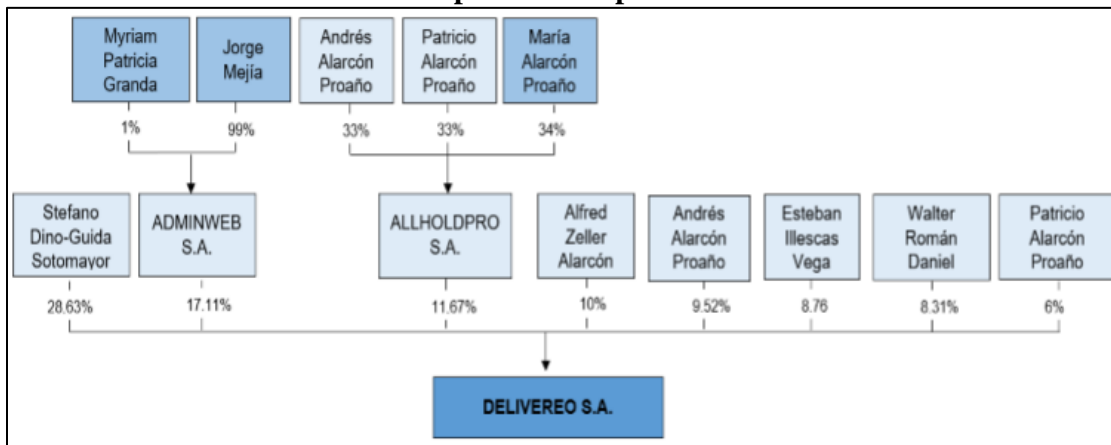 Myriam
Patricia
Granda
Jorge
Mejía
Andrés
Alarcón
Proaño
Patricio
Alarcón
Proaño
María
Alarcón
Proaño
1%
99%
33%
33%
34%
Stefano
Dino-Guida
Sotomayor
ADMINWEB
S.A.
ALLHOLDPRO
S.A.
Alfred
Zeller
Alarcón
Andrés
Alarcón
Proaño
Esteban
Illescas
Vega
Walter
Román
Daniel
Patricio
Alarcón
Proaño
28.63%
17.11%
11,67%
10%
9.52%
8.76
8.31%
6%
DELIVEREO S.A.